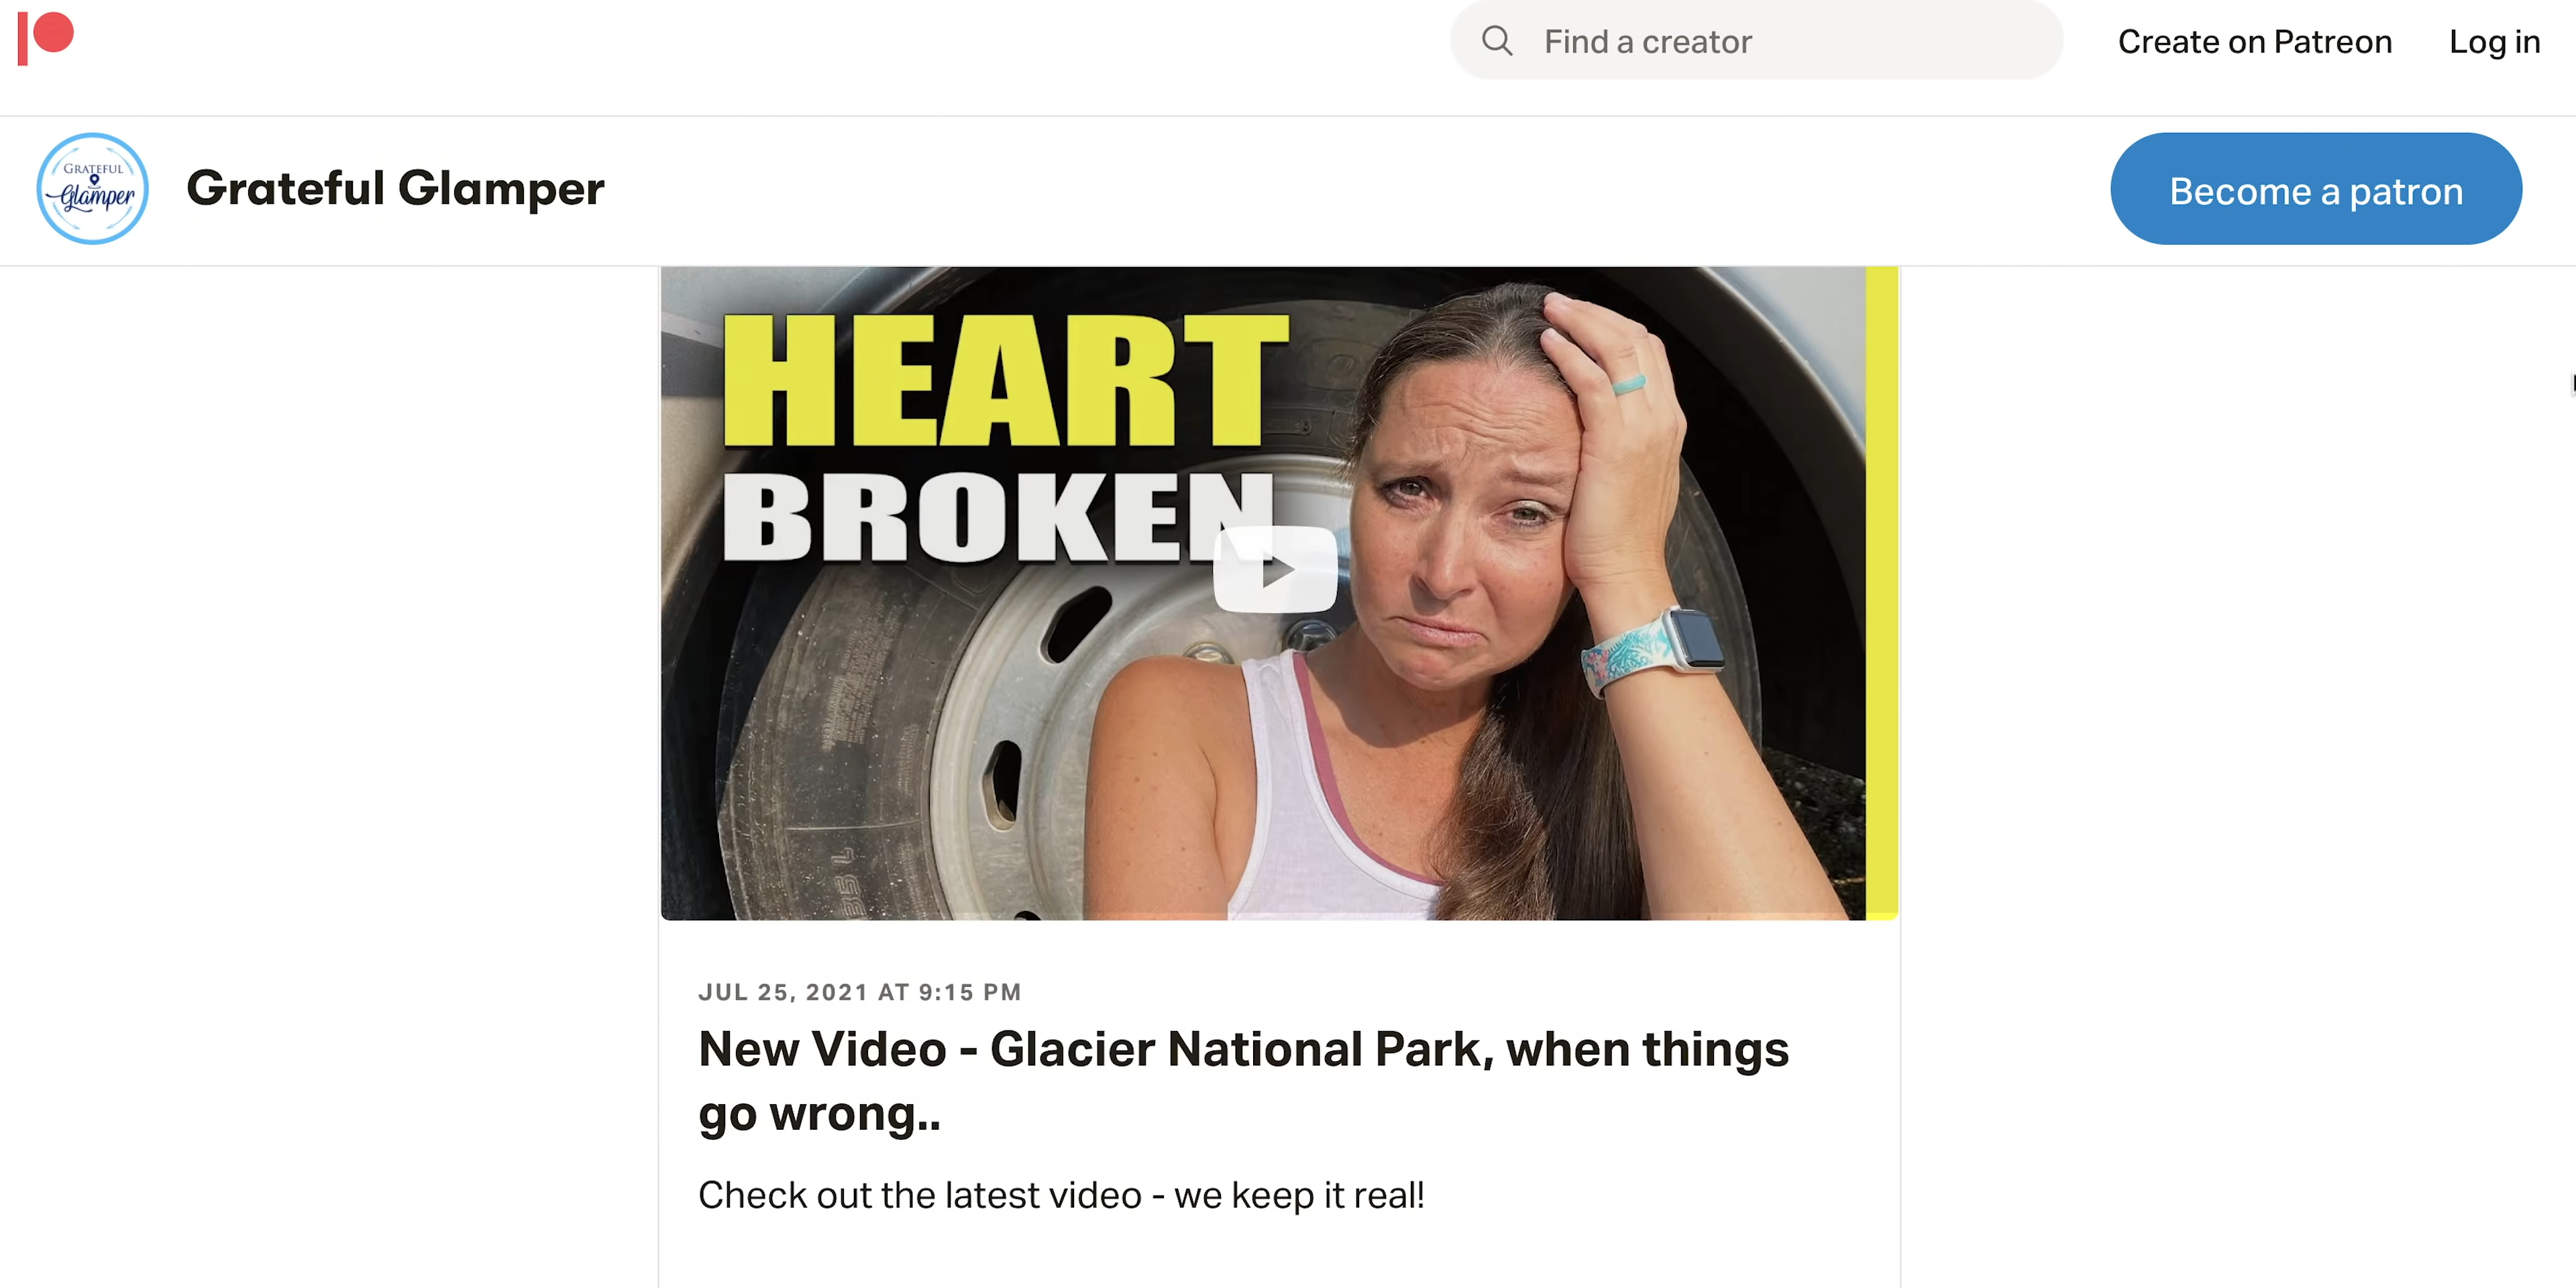 Find a creator
Create on Patreon
Log in
GRATEFUL
Glamper
Grateful Glamper
Become a patron
HEART
BROKEN
JUL 25, 2021 AT 9:15 PM
New Video - Glacier National Park, when things
go wrong..
Check out the latest video - we keep it real!